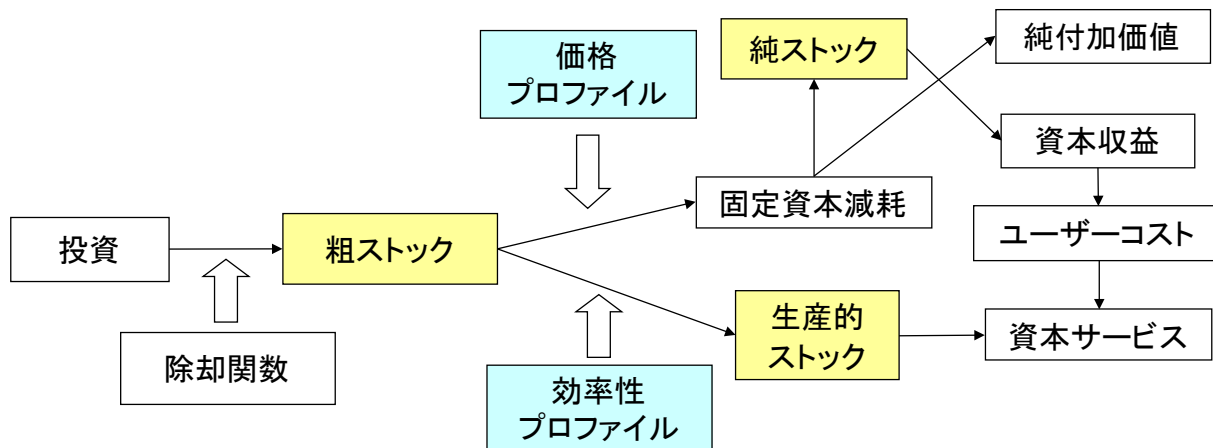 価格
プロファイル
純ストック
純付加価値
資本収益
固定資本減耗
投資
粗ストック
ユーザーコスト
除却関数
生産的
ストック
資本サービス
効率性
プロファイル